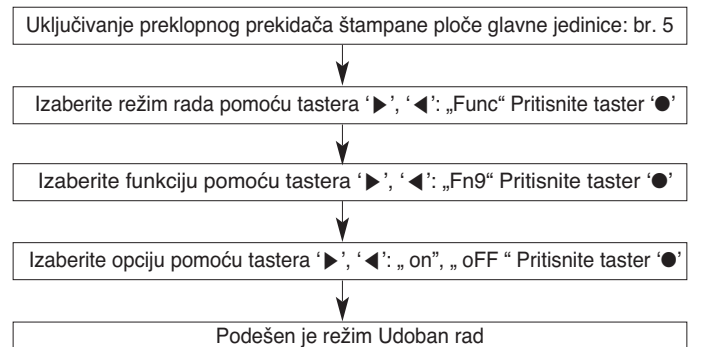 Uključivanje preklopnog prekidača štampane ploče glavne jedinice: br. 5
Izaberite režim rada pomoću tastera ‘▶’, ‘◀’: „Func“ Pritisnite taster ‘●’
Izaberite funkciju pomoću tastera ‘▶’, ‘◀’: „Fn9“ Pritisnite taster ‘●’
Izaberite opciju pomoću tastera ‘▶’, ‘◀’: „ on”, „ oFF “ Pritisnite taster ‘●’
Podešen je režim Udoban rad